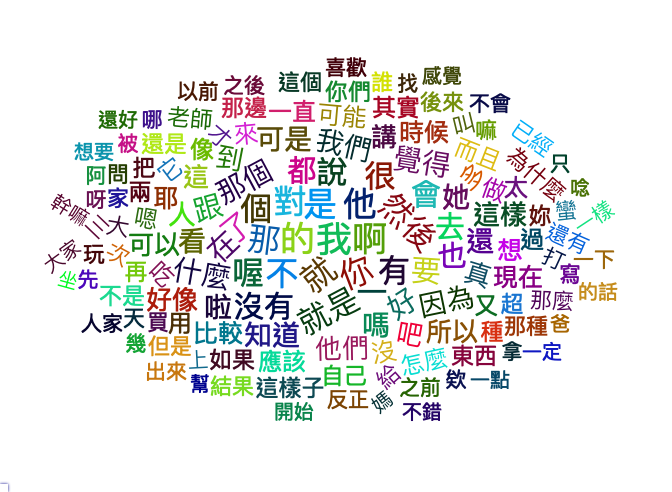 喜歡
以前 之後 這個 你們 誰 找 感覺
那邊 一直 可能 其實 後來 不會
還好 哪 老師 才 來 可是 我們 講 時候 叫 嘛 已經
想要 被 還是 像 到 覺得 而且 為什麼 只
阿 問 把 它 這 那個 都 說 很 會 她 多 做 太 唸
呀 家 兩 耶 人 跟 個 對 是 他 然後 去 這樣 妳 蠻 一樣
幹嘛 三 大 嗯 在 了 那 的 我 啊 也 還 想 過 還有
大家 玩 次 可以 看 喔 不 就 你 有 要 真 現在 打 一下
坐 先 再 吃 什麼 沒有 一 好 因為 又 超 那麼 寫 的話
不是 好像 啦 就是 嗎 吧 所以 種 那種 爸
人家 天 買 用 比較 知道 他們 沒 怎麼 東西 拿 一定
幾 但是 上 如果 應該 自己 給 之前 欸 一點
出來 幫 結果 這樣子 反正 媽 不錯
開始